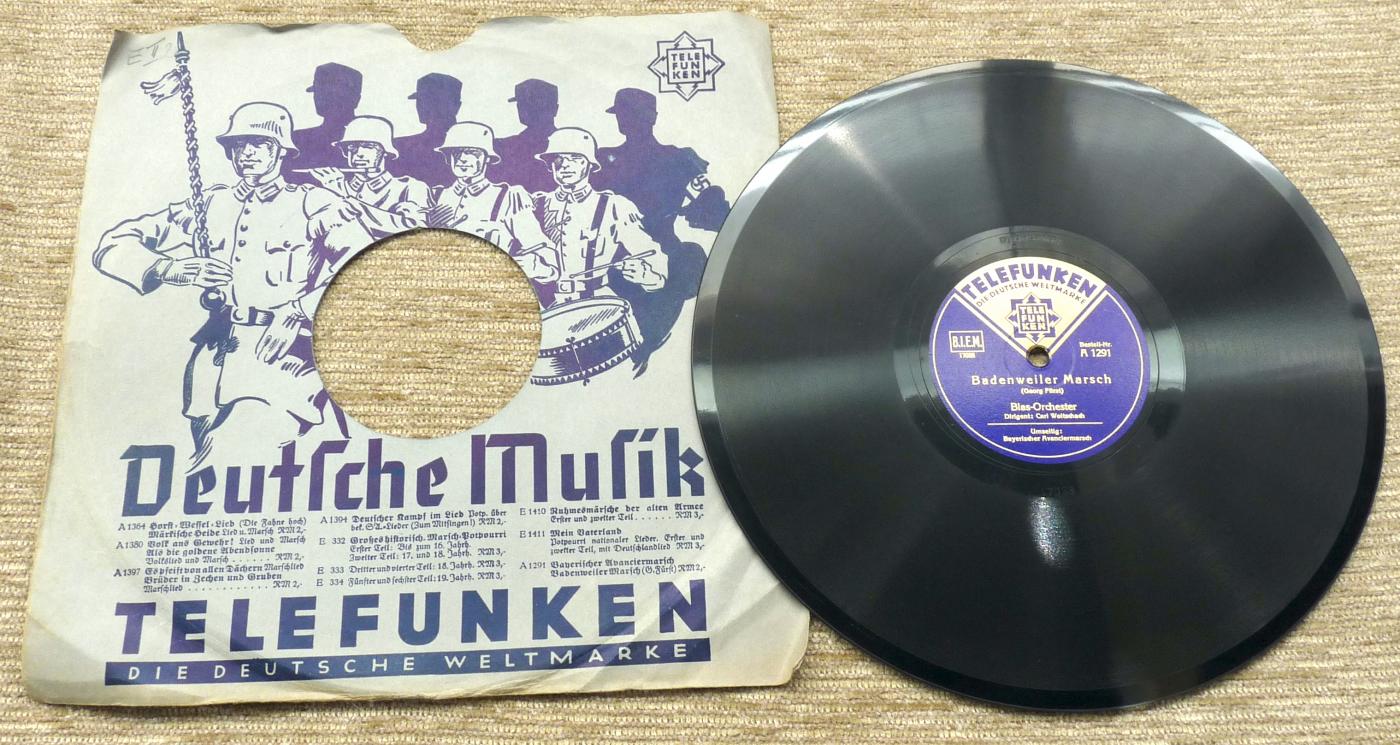 ET
TELE
FUN
KEN
Deutsche Musik
A 1364 Horst-Wessel-Lied (Die Fahne hoch)
Märkische Heide Lied u. Marsch RM 2,-
A 1380 Volk ans Gewehr! Lied und Marsch
Als die goldene Abendsonne
Volkslied und Marsch . . . . . . RM 2,-
A 1397 Es pfeift von allen Dächern Marschlied
Brüder in Zechen und Gruben
Marschlied . . . . . . . . . . . RM 2,-
A 1394 Deutscher Kampf im Lied Potp. über
bek. SA-Lieder (Zum Mitsingen!) RM 2,-
E 332 Großes historisch. Marsch-Potpourri
Erster Teil: Bis zum 16. Jahrh.
Zweiter Teil: 17. und 18. Jahrh. RM 3,-
E 333 Dritter und vierter Teil: 18. Jahrh. RM 3,-
E 334 Fünfter und sechster Teil: 19. Jahrh. RM 3,-
E 1410 Ruhmesmärsche der alten Armee
Erster und zweiter Teil . . . . . . RM 3,-
E 1411 Mein Vaterland
Potpourri nationaler Lieder. Erster und
zweiter Teil, mit Deutschlandlied RM 3,-
A 1291 Bayerischer Avanciermarsch
Badenweiler Marsch (G. Fürst) RM 2,-
TELEFUNKEN
DIE DEUTSCHE WELTMARKE
TELEFUNKEN
DIE DEUTSCHE WELTMARKE
TELE
FUN
KEN
B.I.E.M.
Bestell-Nr.
A 1291
Badenweiler Marsch
(Georg Fürst)
Blas-Orchester
Dirigent: Carl Woitschach
Umseitig:
Bayerischer Avanciermarsch